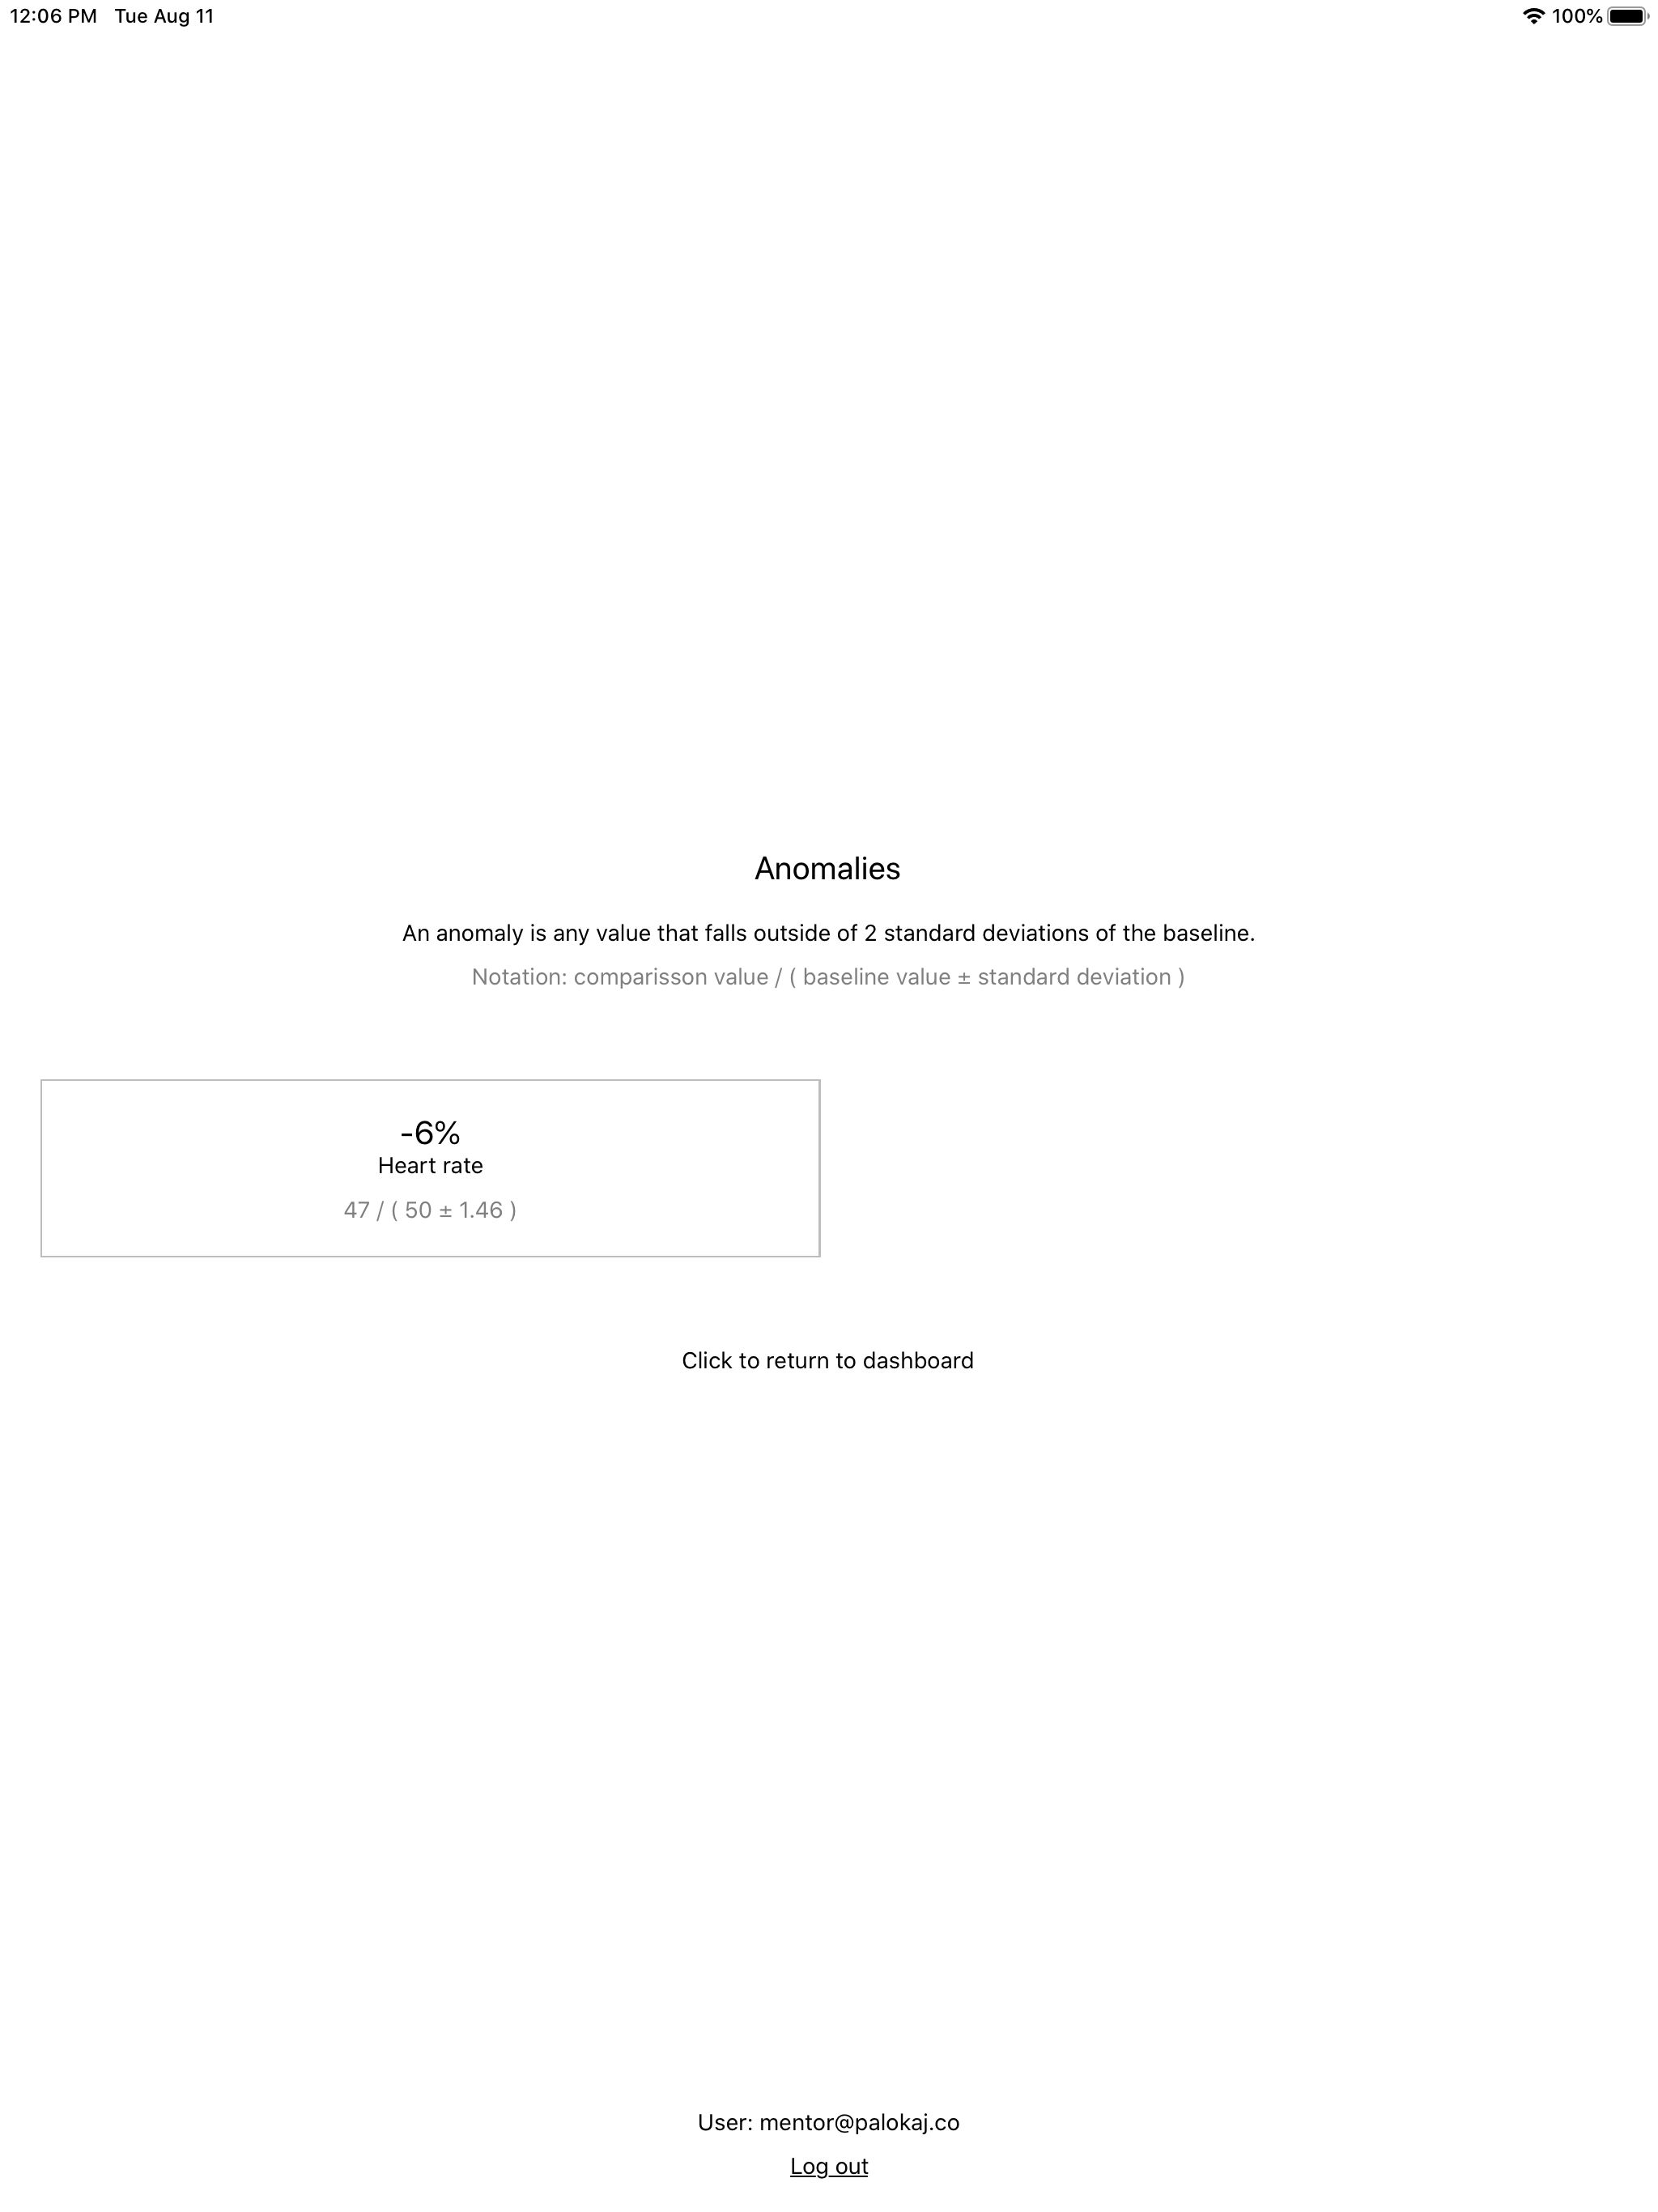 12:06 PM Tue Aug 11 100%
Anomalies
An anomaly is any value that falls outside of 2 standard deviations of the baseline.
Notation: comparisson value / ( baseline value ± standard deviation )
-6%
Heart rate
47 / ( 50 ± 1.46 )
Click to return to dashboard
User: mentor@palokaj.co
Log out